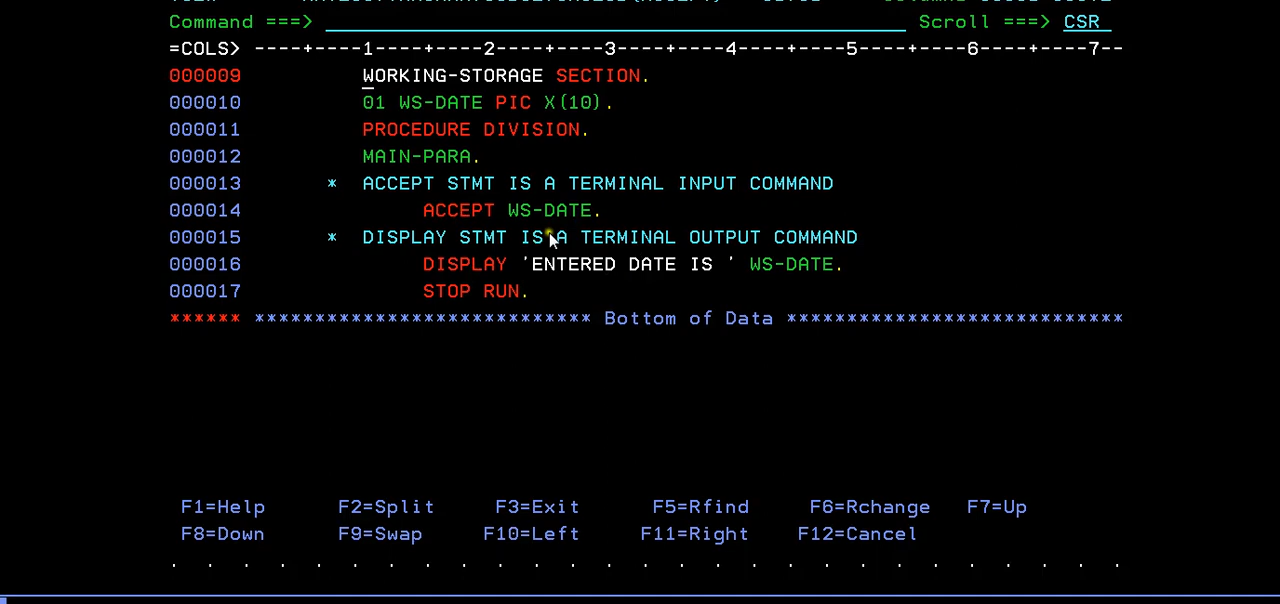 Command ===> Scroll ===> CSR
=COLS> ----+----1----+----2----+----3----+----4----+----5----+----6----+----7--
000009 WORKING-STORAGE SECTION.
000010 01 WS-DATE PIC X(10).
000011 PROCEDURE DIVISION.
000012 MAIN-PARA.
000013 * ACCEPT STMT IS A TERMINAL INPUT COMMAND
000014 ACCEPT WS-DATE.
000015 * DISPLAY STMT IS A TERMINAL OUTPUT COMMAND
000016 DISPLAY 'ENTERED DATE IS ' WS-DATE.
000017 STOP RUN.
****** **************************** Bottom of Data ****************************
F1=Help F2=Split F3=Exit F5=Rfind F6=Rchange F7=Up
F8=Down F9=Swap F10=Left F11=Right F12=Cancel
. . . . . . . . . . . . . . . . . . . . . . . . . . .